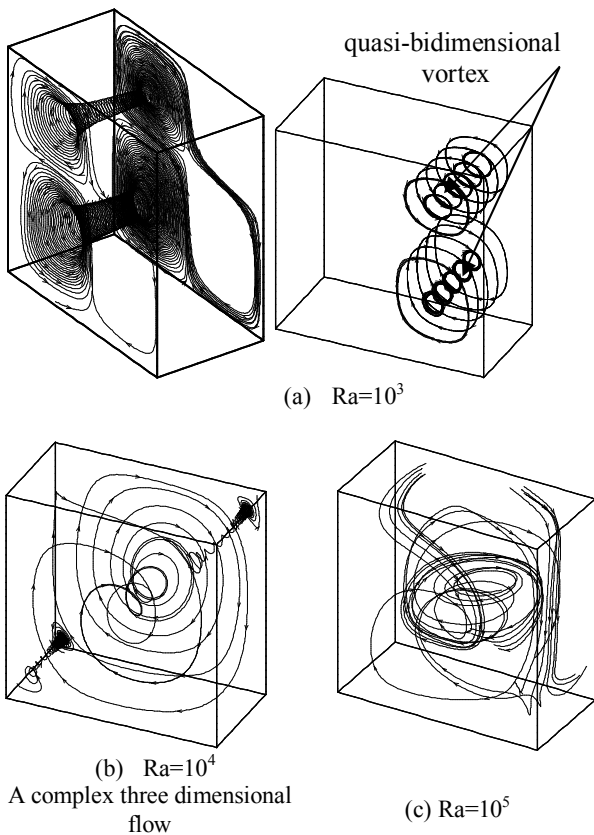 quasi-bidimensional
vortex
(a) Ra=10³
(b) Ra=10⁴
A complex three dimensional
flow
(c) Ra=10⁵